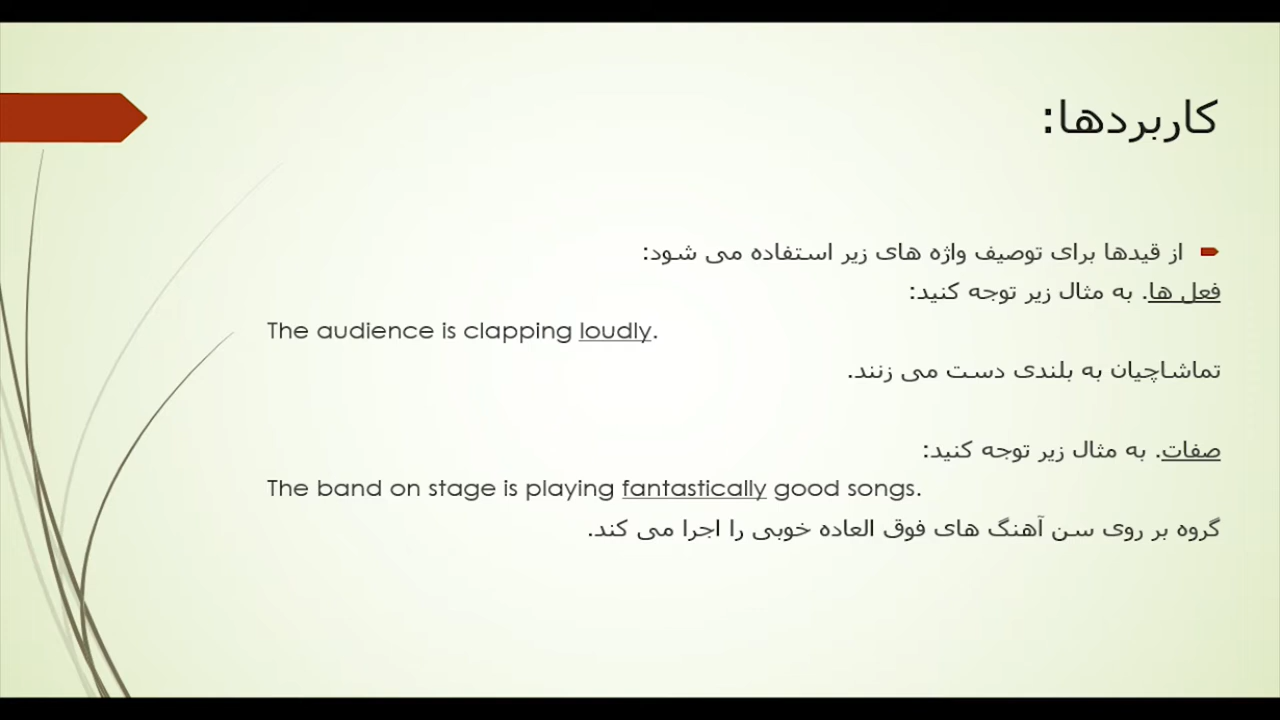 کاربردها:
از قیدها برای توصیف واژه های زیر استفاده می شود:
فعل ها. به مثال زیر توجه کنید:
The audience is clapping loudly.
تماشاچیان به بلندی دست می زنند.
صفات. به مثال زیر توجه کنید:
The band on stage is playing fantastically good songs.
گروه بر روی سن آهنگ های فوق العاده خوبی را اجرا می کند.